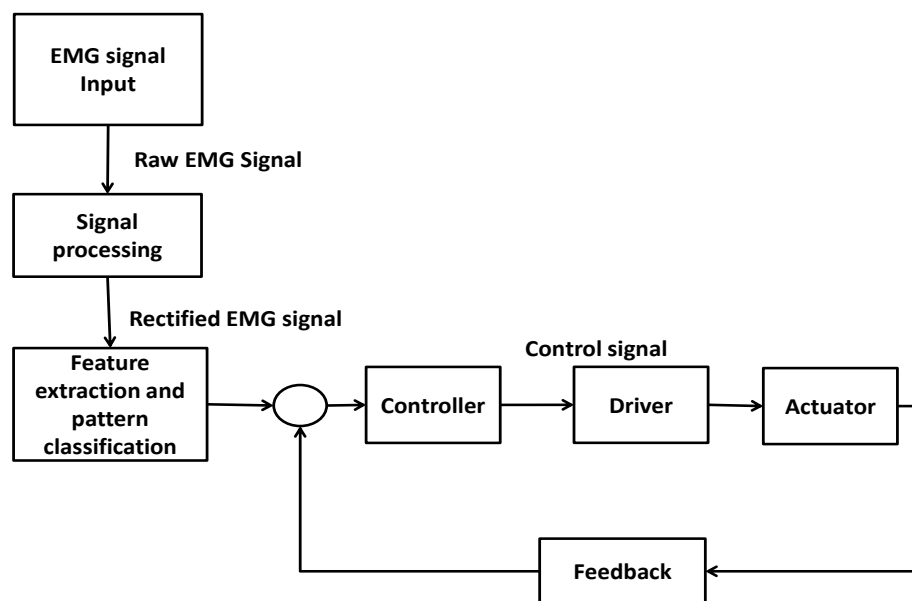 EMG signal
Input
Raw EMG Signal
Signal
processing
Rectified EMG signal
Feature
extraction and
pattern
classification
Control signal
Controller
Driver
Actuator
Feedback